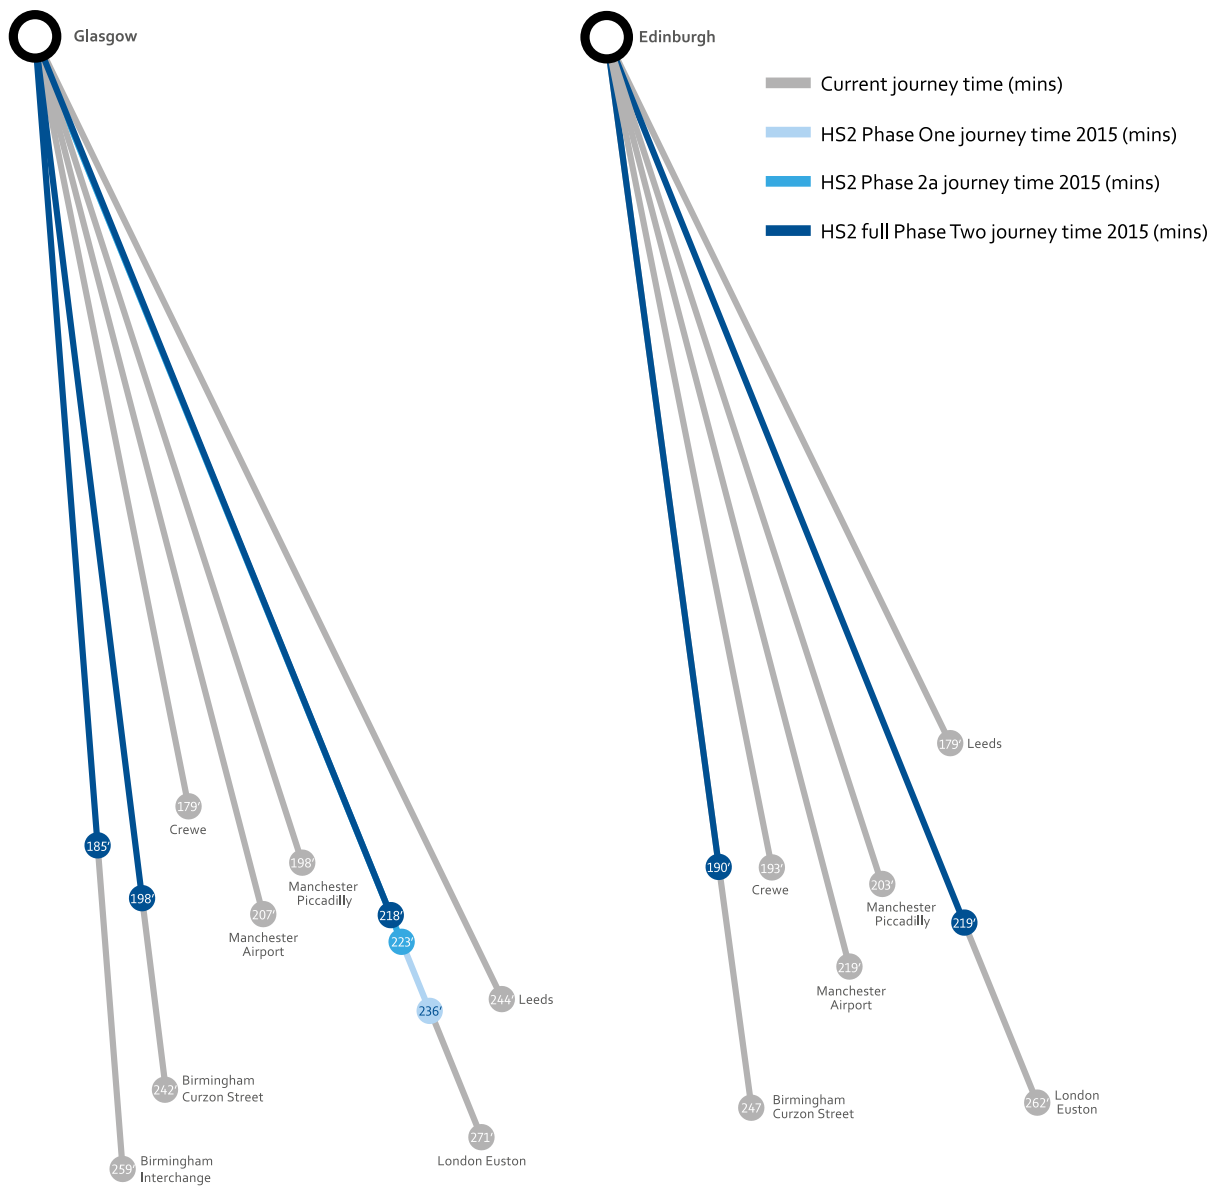 Glasgow
Edinburgh
Current journey time (mins)
HS2 Phase One journey time 2015 (mins)
HS2 Phase 2a journey time 2015 (mins)
HS2 full Phase Two journey time 2015 (mins)
179'
Crewe
185'
198'
198'
Manchester
Piccadilly
207'
Manchester
Airport
218'
223'
236'
244' Leeds
242'
Birmingham
Curzon Street
271'
London Euston
259'
Birmingham
Interchange
179' Leeds
190'
193'
Crewe
203'
Manchester
Piccadilly
219'
219'
Manchester
Airport
247
Birmingham
Curzon Street
262'
London
Euston